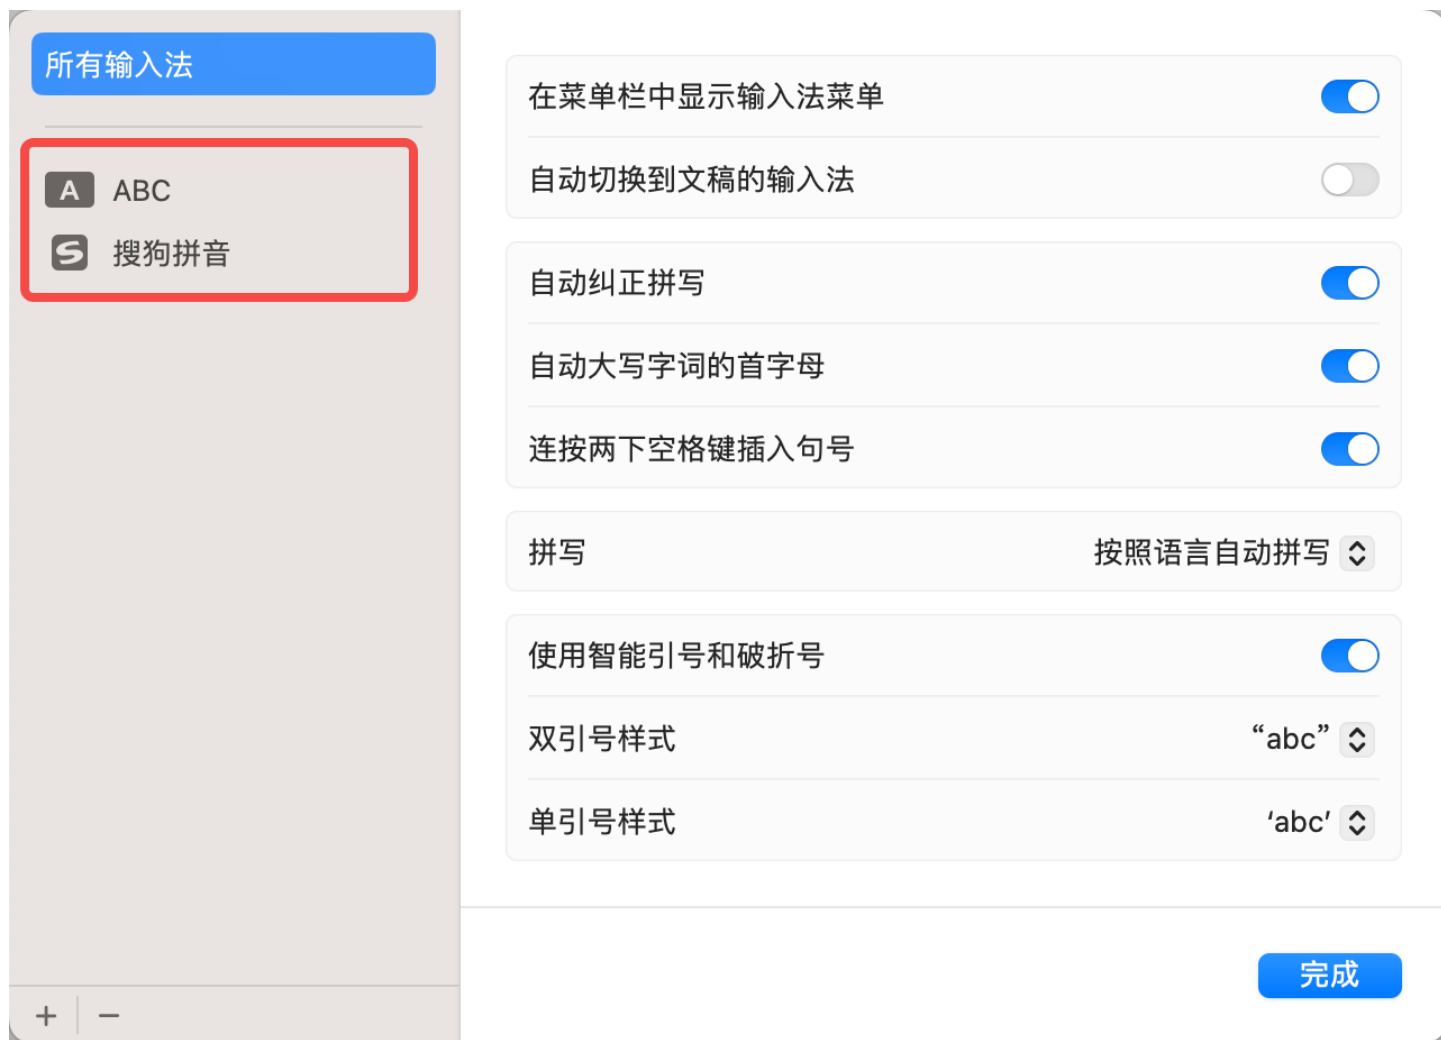 所有输入法
A ABC
搜狗拼音
在菜单栏中显示输入法菜单
自动切换到文稿的输入法
自动纠正拼写
自动大写字词的首字母
连按两下空格键插入句号
拼写 按照语言自动拼写
使用智能引号和破折号
双引号样式 “abc”
单引号样式 ‘abc’
完成